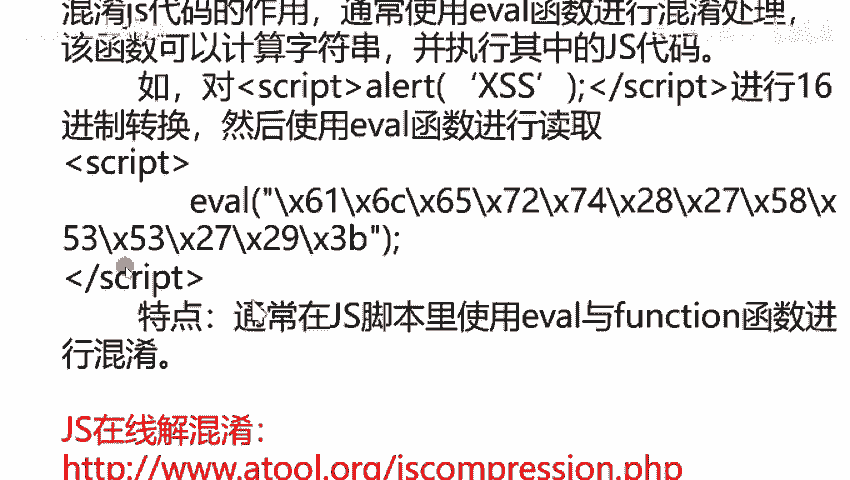 混淆js代码的作用，通常使用eval函数进行混淆处理，
该函数可以计算字符串，并执行其中的JS代码。
如，对<script>alert(‘XSS’);</script>进行16
进制转换，然后使用eval函数进行读取
<script>
eval("\x61\x6c\x65\x72\x74\x28\x27\x58\x
53\x53\x27\x29\x3b");
</script>
特点：通常在JS脚本里使用eval与function函数进
行混淆。
JS在线解混淆：
http://www.atool.org/jscompression.php